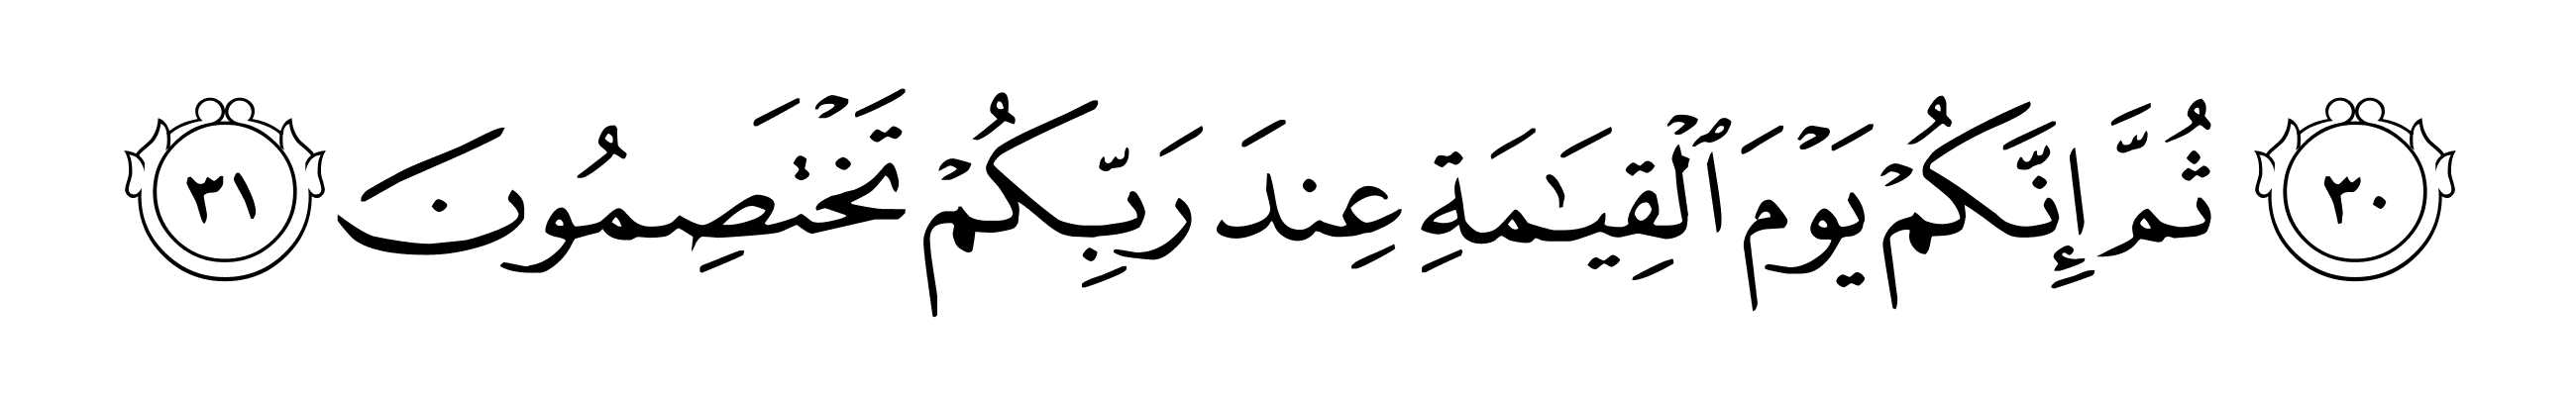 ٣٠ ثُمَّ إِنَّكُمْ يَوْمَ ٱلْقِيَـٰمَةِ عِندَ رَبِّكُمْ تَخْتَصِمُونَ ٣١